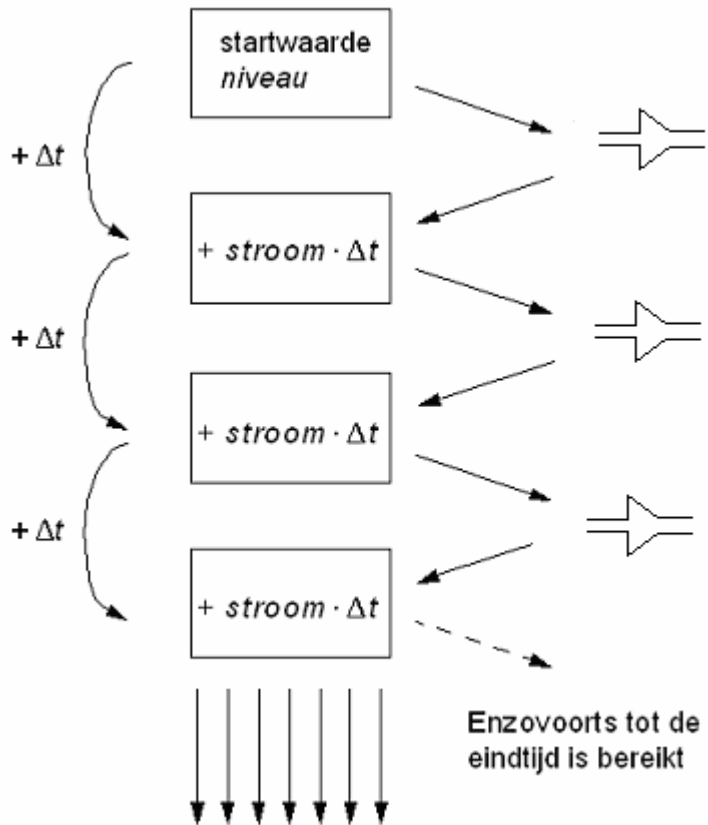 startwaarde
niveau
+ Δt
+ stroom · Δt
+ Δt
+ stroom · Δt
+ Δt
+ stroom · Δt
Enzovoorts tot de
eindtijd is bereikt